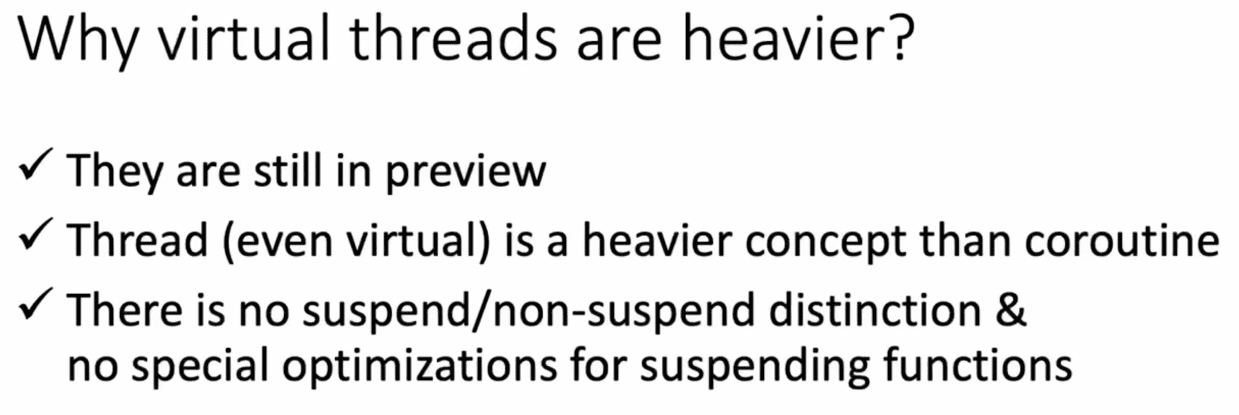 Why virtual threads are heavier?
✓ They are still in preview
✓ Thread (even virtual) is a heavier concept than coroutine
✓ There is no suspend/non-suspend distinction &
no special optimizations for suspending functions